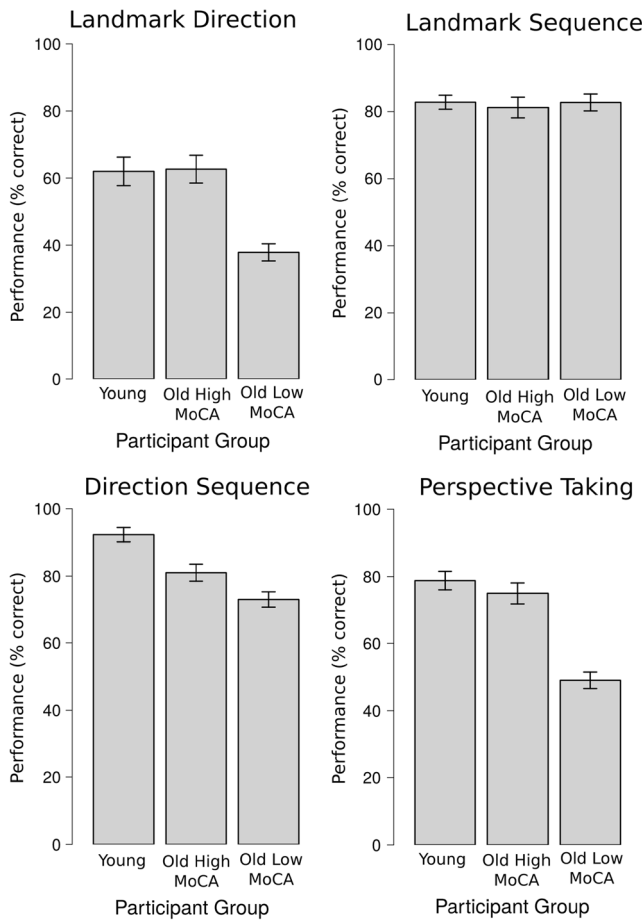 Landmark Direction
Performance (% correct)
100
80
60
40
20
0
Young
Old High
MoCA
Old Low
MoCA
Participant Group
Landmark Sequence
Performance (% correct)
100
80
60
40
20
0
Young
Old High
MoCA
Old Low
MoCA
Participant Group
Direction Sequence
Performance (% correct)
100
80
60
40
20
0
Young
Old High
MoCA
Old Low
MoCA
Participant Group
Perspective Taking
Performance (% correct)
100
80
60
40
20
0
Young
Old High
MoCA
Old Low
MoCA
Participant Group